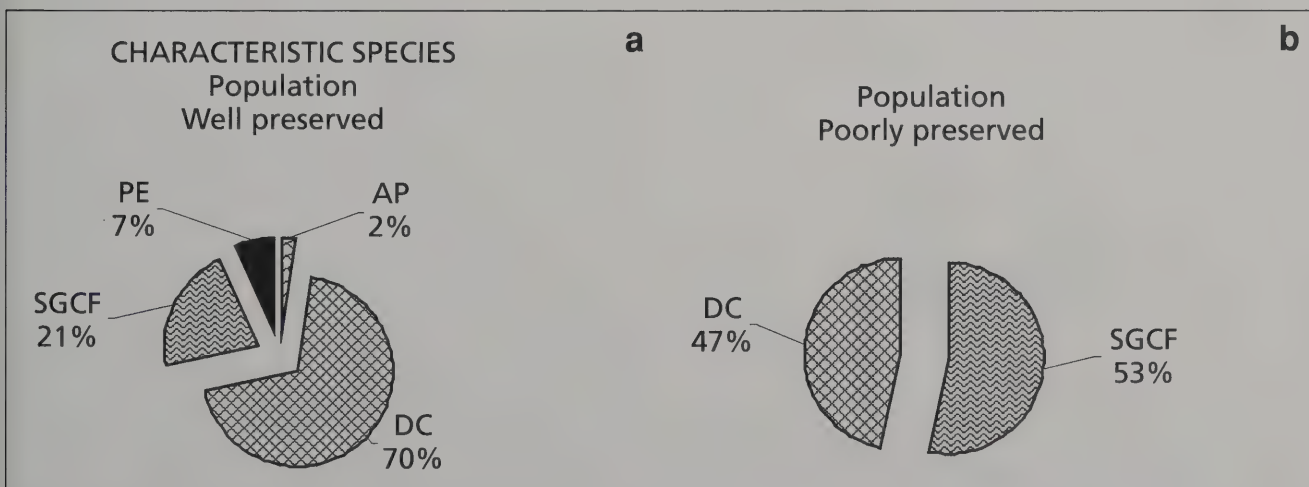 a
CHARACTERISTIC SPECIES
Population
Well preserved
PE
7%
AP
2%
SGCF
21%
DC
70%
b
Population
Poorly preserved
DC
47%
SGCF
53%